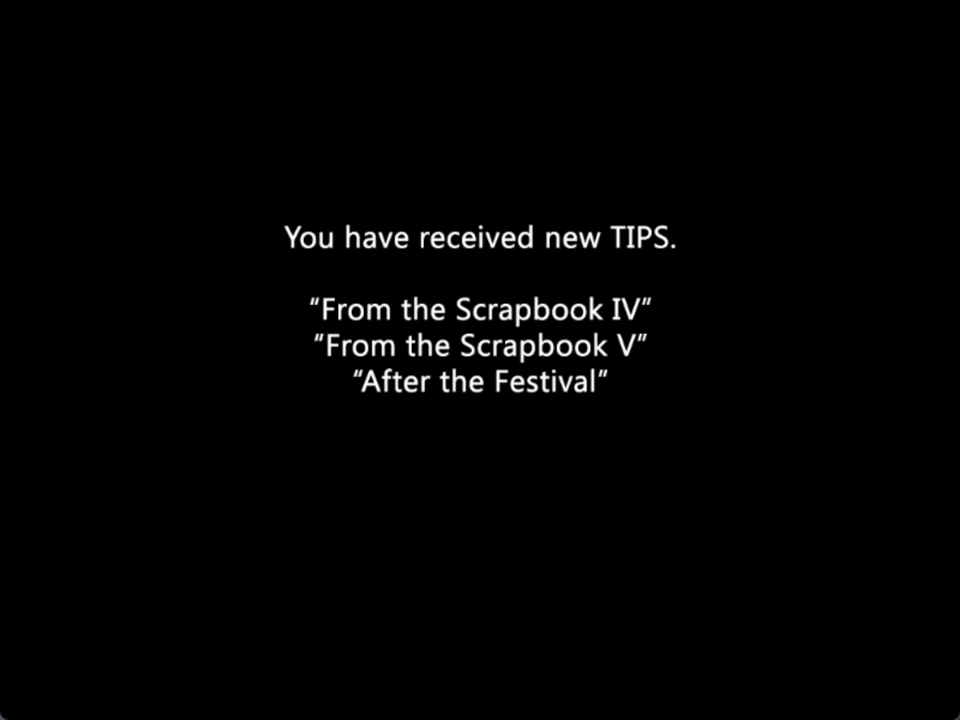 You have received new TIPS.
“From the Scrapbook IV”
“From the Scrapbook V”
“After the Festival”